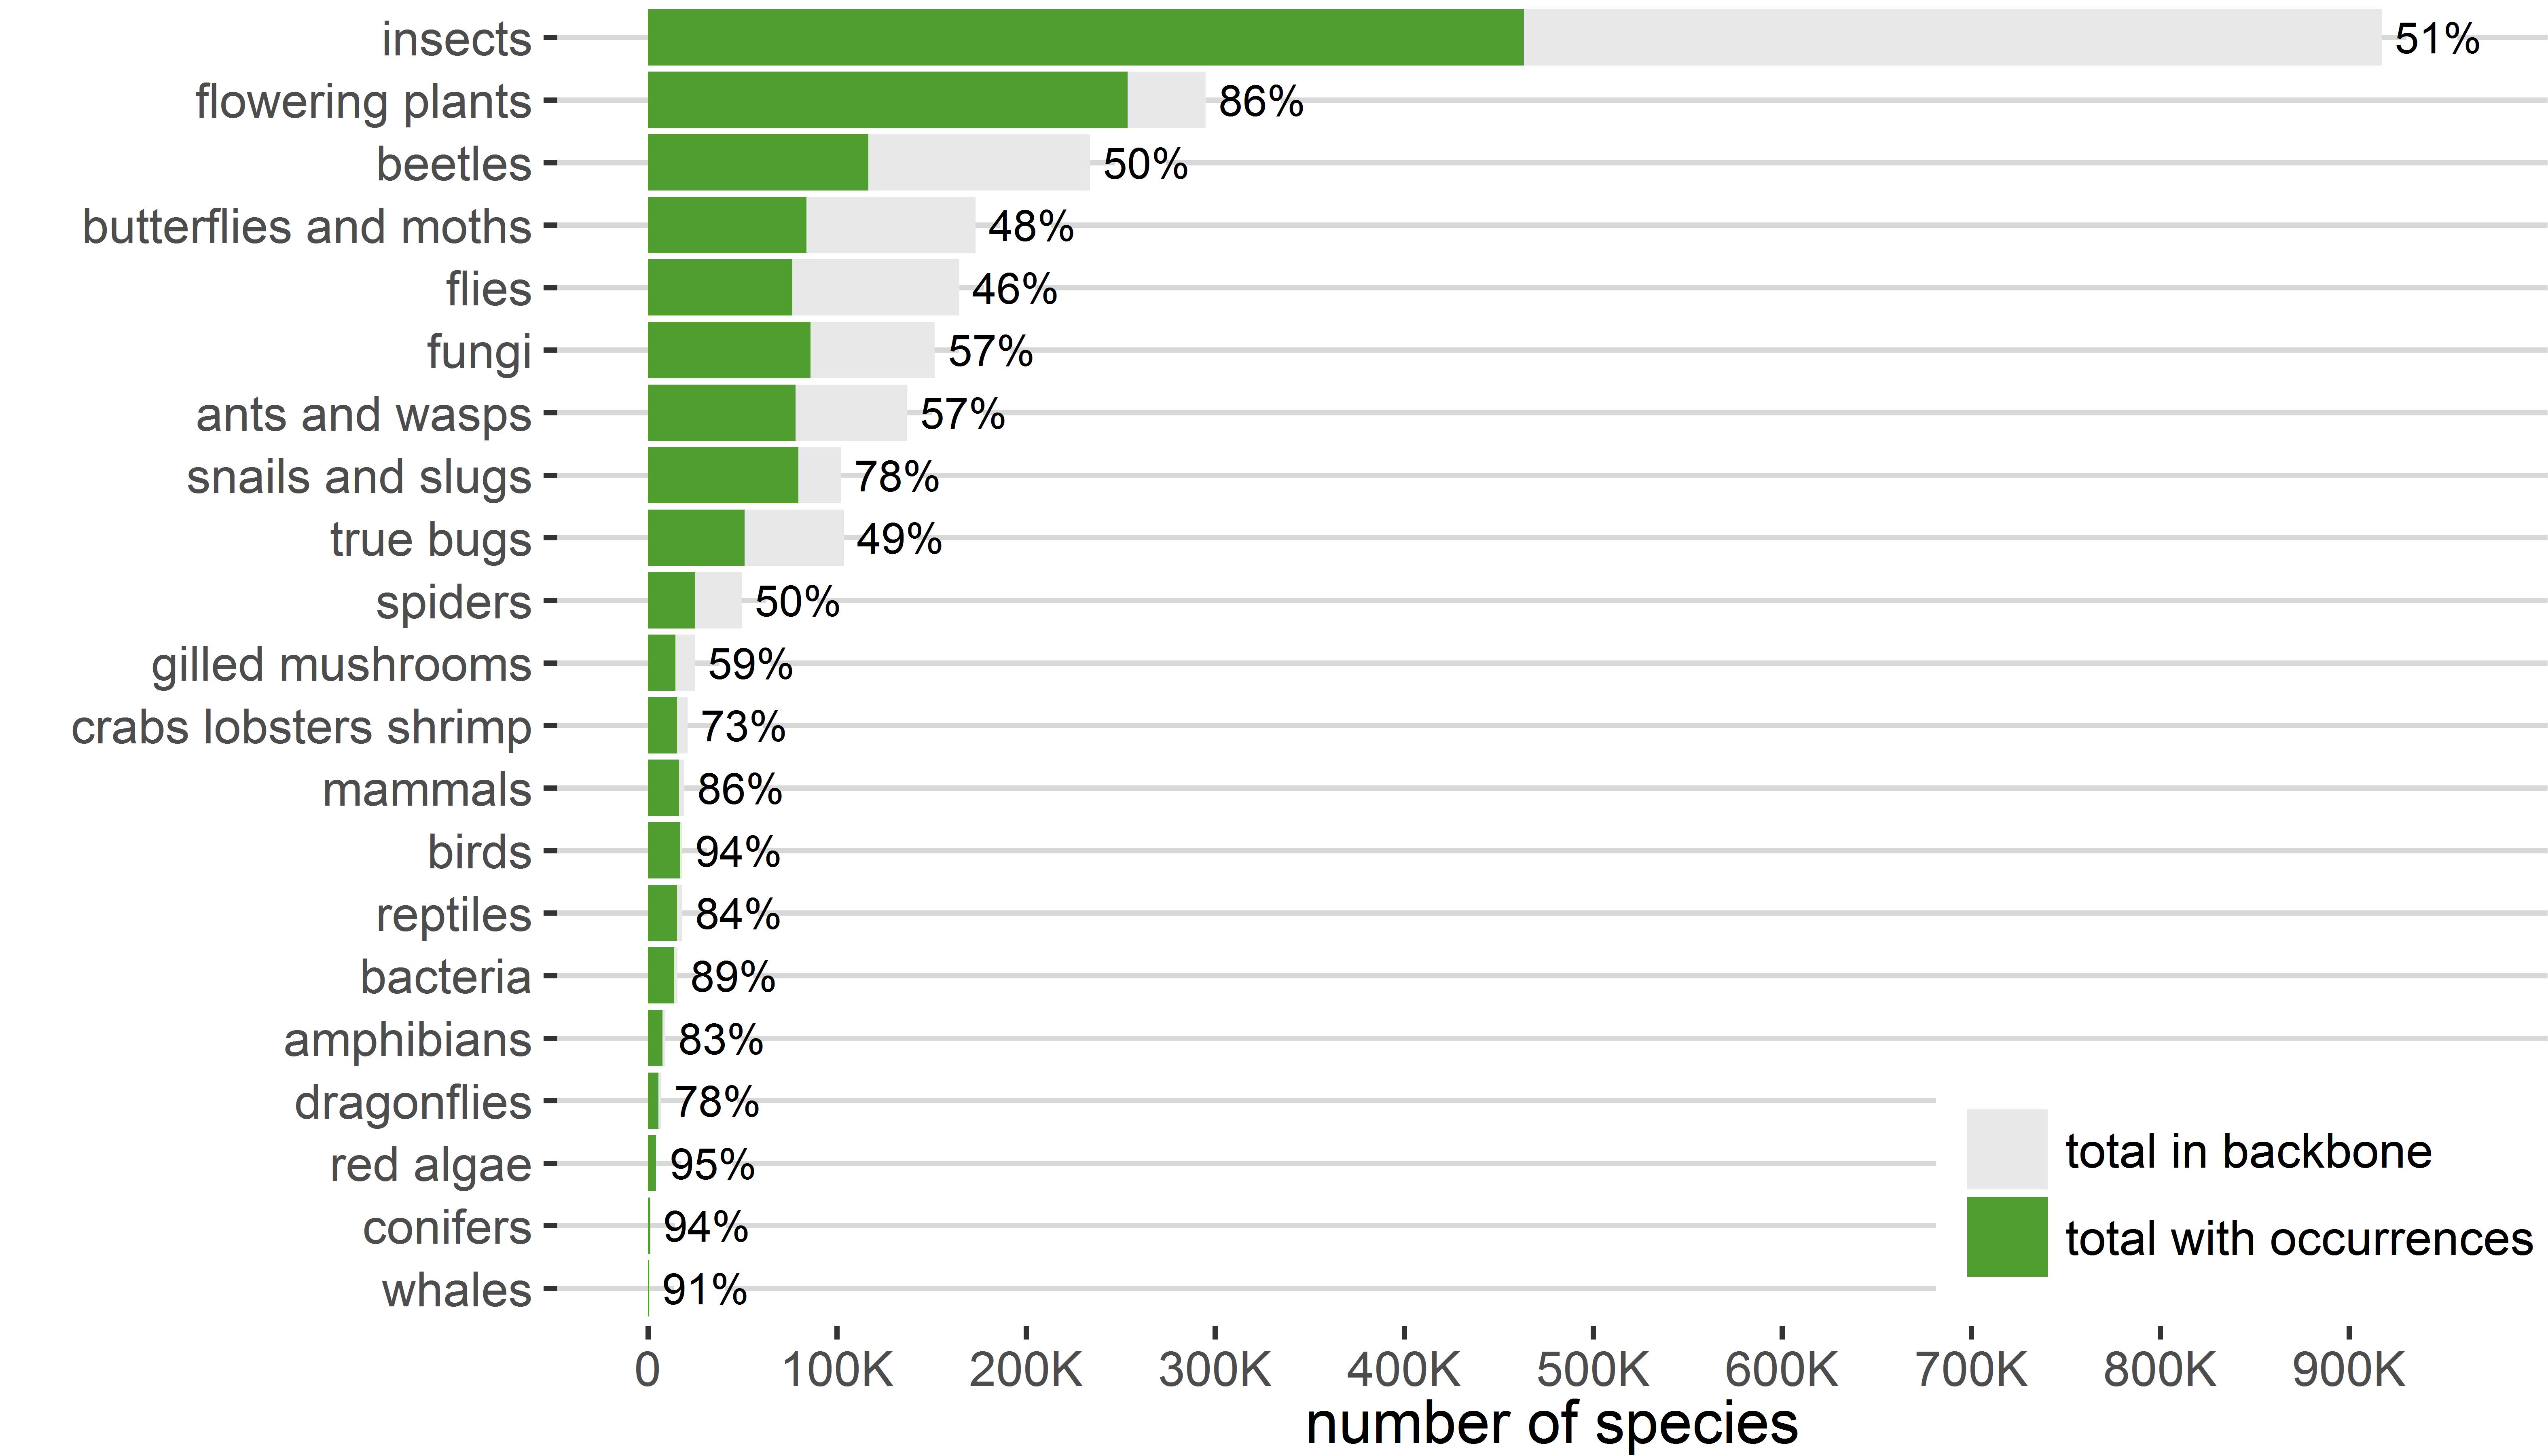 insects 51%
flowering plants 86%
beetles 50%
butterflies and moths 48%
flies 46%
fungi 57%
ants and wasps 57%
snails and slugs 78%
true bugs 49%
spiders 50%
gilled mushrooms 59%
crabs lobsters shrimp 73%
mammals 86%
birds 94%
reptiles 84%
bacteria 89%
amphibians 83%
dragonflies 78%
red algae 95%
conifers 94%
whales 91%
total in backbone
total with occurrences
0 100K 200K 300K 400K 500K 600K 700K 800K 900K
number of species